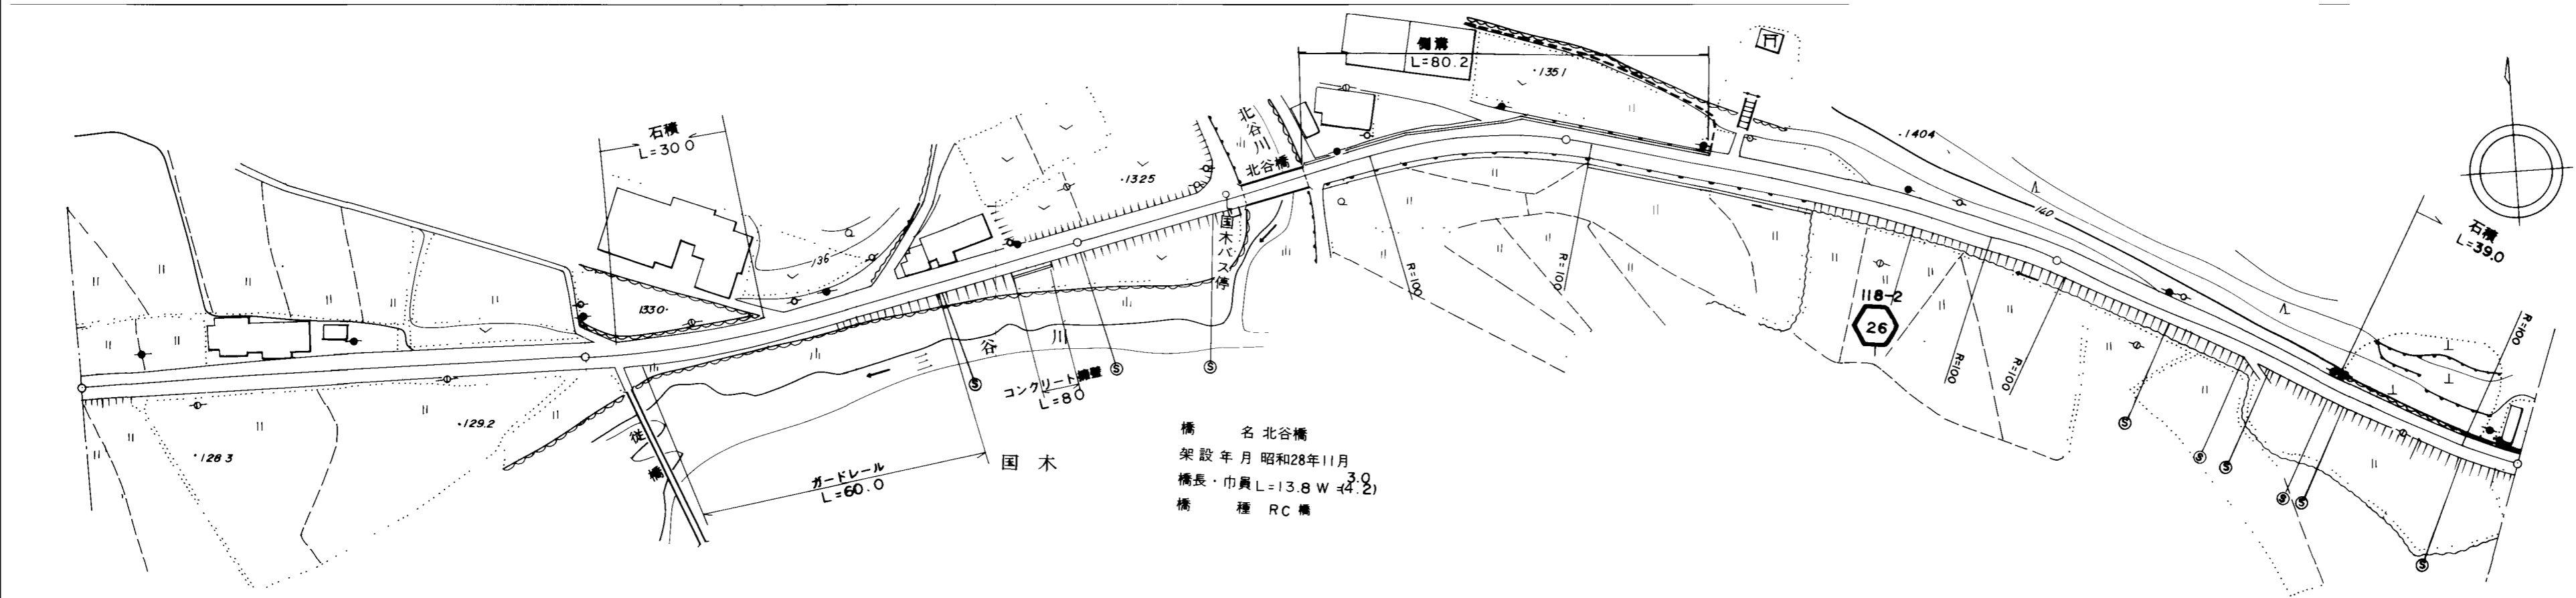 側溝
L=80.2
・1351
・1404
石積
L=30.0
北谷川
北谷橋
・1325
136
1330・
国木バス停
140
石積
L=39.0
R=100
R=100
R=100
R=100
R=100
118-2
26
三谷川
コンクリート擁壁
L=8.0
・129.2
・128.3
橋
ガードレール
L=60.0
国木
橋名 北谷橋
架設年月 昭和28年11月
橋長・巾員 L=13.8 W=3.0(4.2)
橋種 RC橋
S
S
S
S
S
S
S
S
S